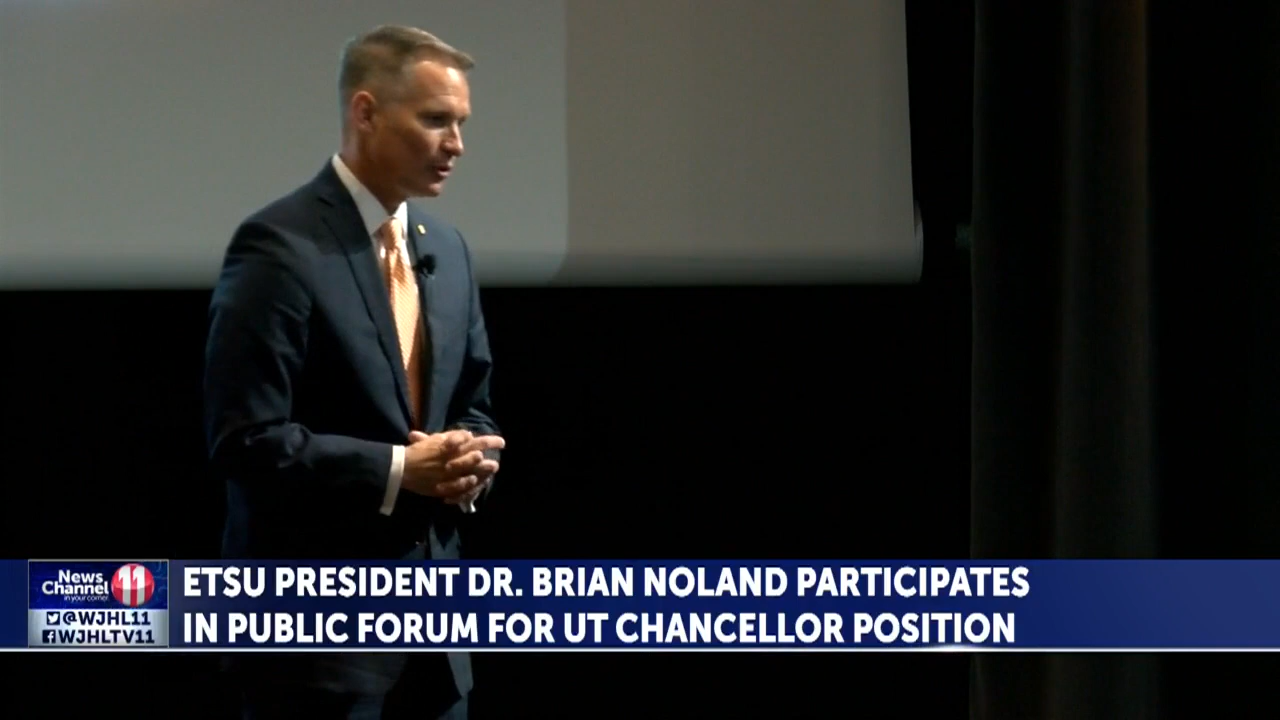 News
Channel
11
in your corner
@WJHL11
WJHLTV11
ETSU PRESIDENT DR. BRIAN NOLAND PARTICIPATES
IN PUBLIC FORUM FOR UT CHANCELLOR POSITION